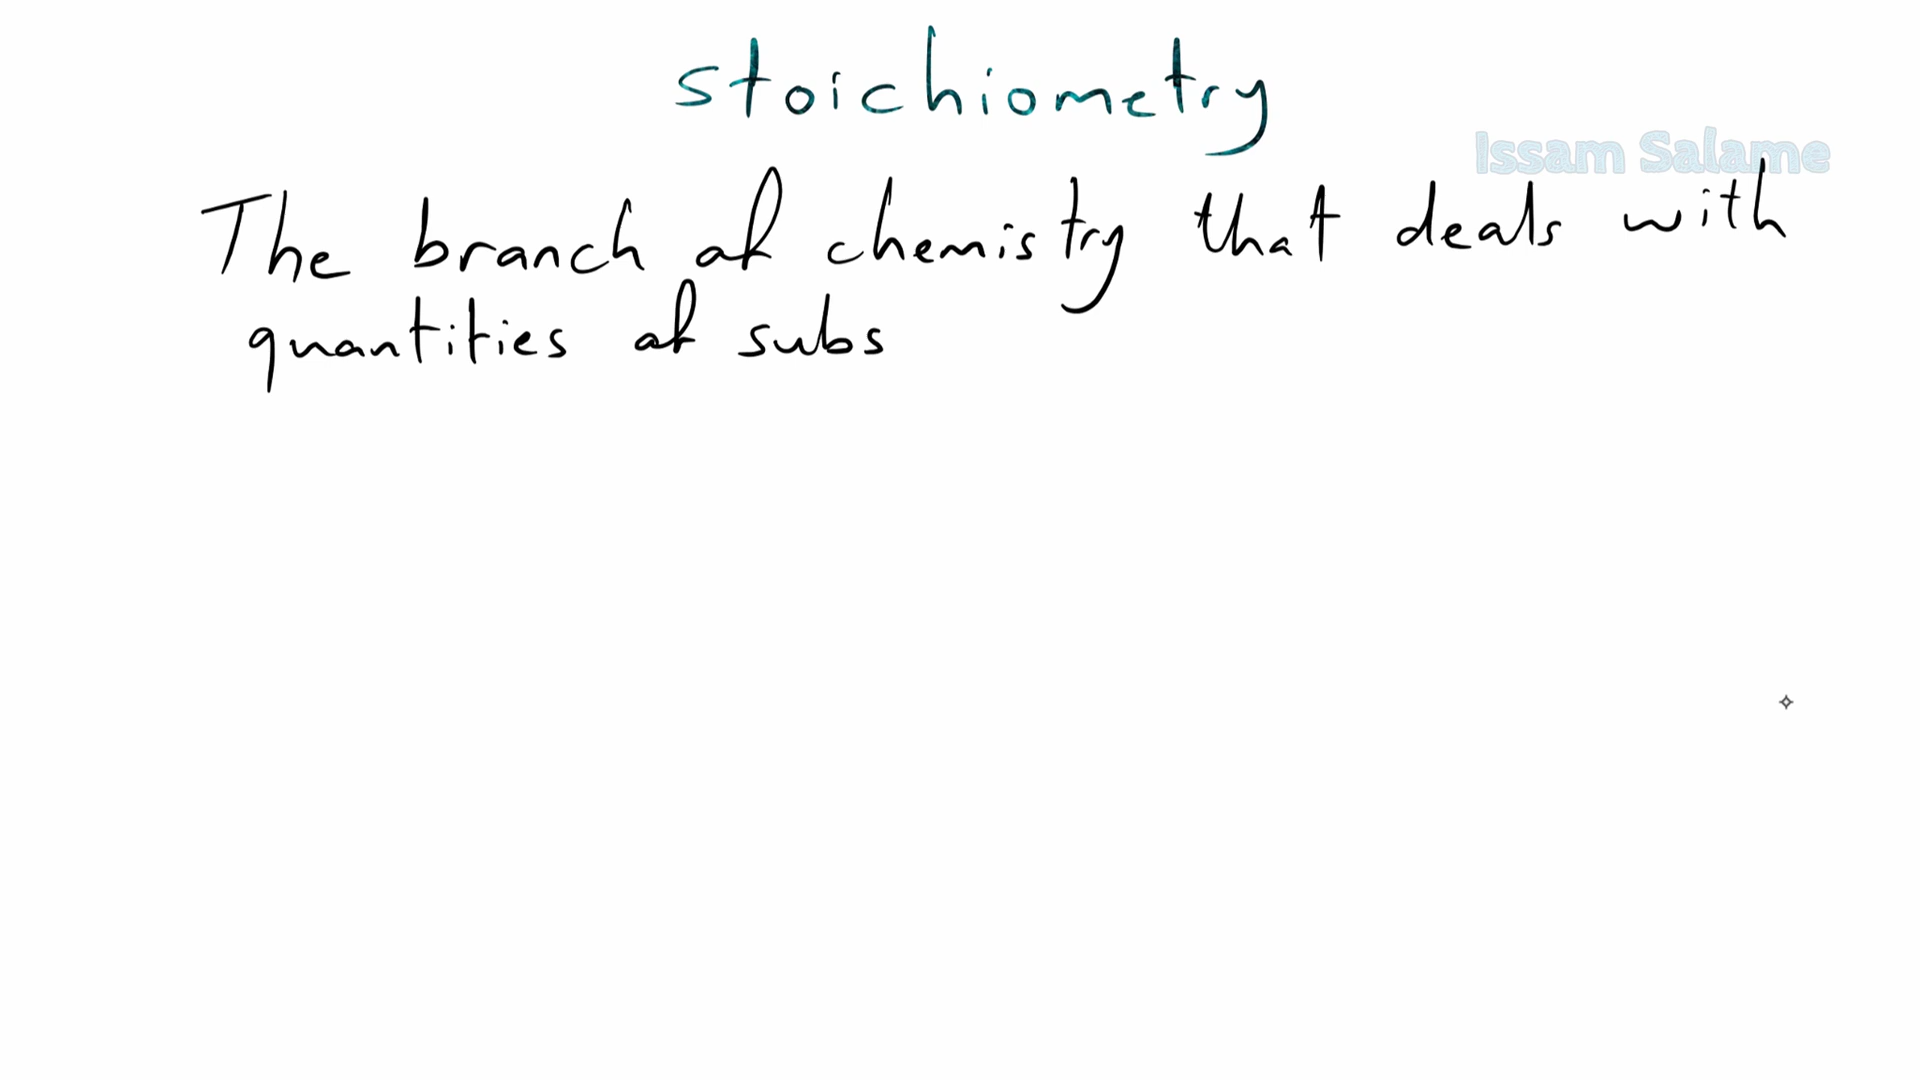 stoichiometry
Issam Salame
The branch of chemistry that deals with
quantities of subs